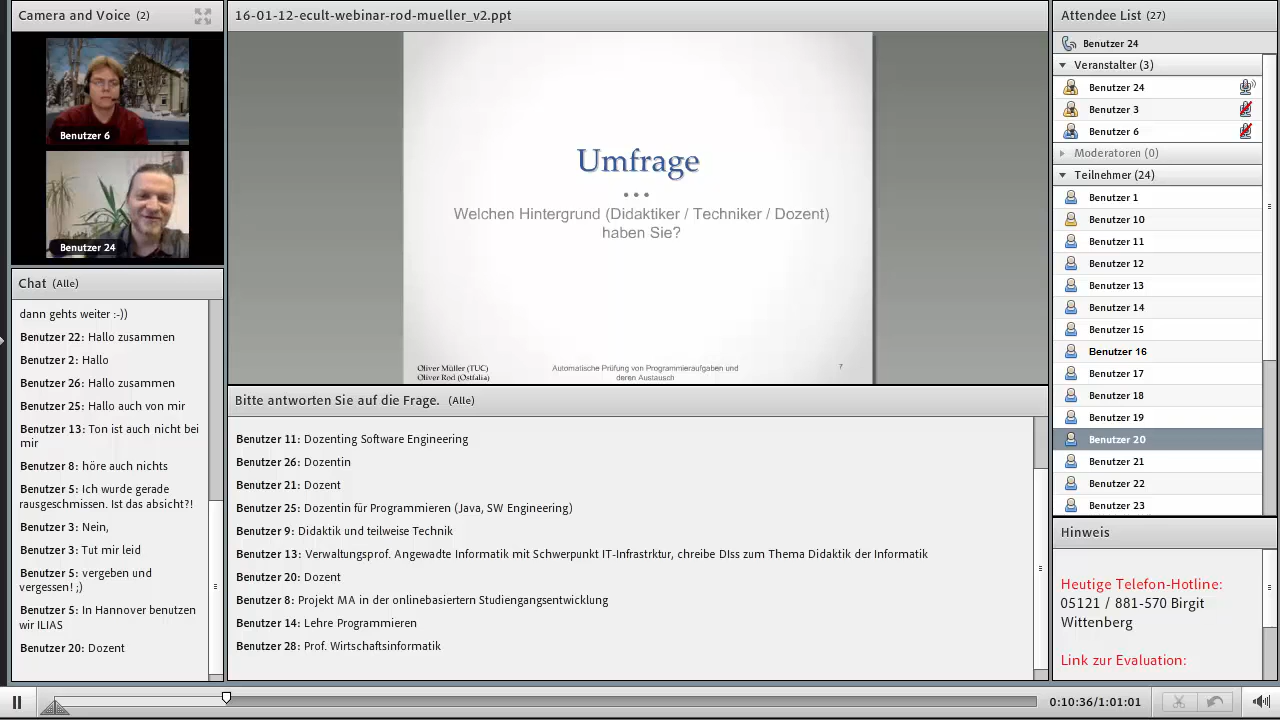 Camera and Voice (2)
Benutzer 6
Benutzer 24
Chat (Alle)
dann gehts weiter :-))
Benutzer 22: Hallo zusammen
Benutzer 2: Hallo
Benutzer 26: Hallo zusammen
Benutzer 25: Hallo auch von mir
Benutzer 13: Ton ist auch nicht bei
mir
Benutzer 8: höre auch nichts
Benutzer 5: Ich wurde gerade
rausgeschmissen. Ist das absicht?!
Benutzer 3: Nein,
Benutzer 3: Tut mir leid
Benutzer 5: vergeben und
vergessen! ;)
Benutzer 5: In Hannover benutzen
wir ILIAS
Benutzer 20: Dozent
16-01-12-ecult-webinar-rod-mueller_v2.ppt
Umfrage
Welchen Hintergrund (Didaktiker / Techniker / Dozent)
haben Sie?
Oliver Müller (TUC)
Oliver Rod (Ostfalia)
Automatische Prüfung von Programmieraufgaben und
deren Austausch
7
Bitte antworten Sie auf die Frage. (Alle)
Benutzer 11: Dozenting Software Engineering
Benutzer 26: Dozentin
Benutzer 21: Dozent
Benutzer 25: Dozentin für Programmieren (Java, SW Engineering)
Benutzer 9: Didaktik und teilweise Technik
Benutzer 13: Verwaltungsprof. Angewadte Informatik mit Schwerpunkt IT-Infrastrktur, chreibe DIss zum Thema Didaktik der Informatik
Benutzer 20: Dozent
Benutzer 8: Projekt MA in der onlinebasiertern Studiengangsentwicklung
Benutzer 14: Lehre Programmieren
Benutzer 28: Prof. Wirtschaftsinformatik
Attendee List (27)
Benutzer 24
Veranstalter (3)
Benutzer 24
Benutzer 3
Benutzer 6
Moderatoren (0)
Teilnehmer (24)
Benutzer 1
Benutzer 10
Benutzer 11
Benutzer 12
Benutzer 13
Benutzer 14
Benutzer 15
Benutzer 16
Benutzer 17
Benutzer 18
Benutzer 19
Benutzer 20
Benutzer 21
Benutzer 22
Benutzer 23
Hinweis
Heutige Telefon-Hotline:
05121 / 881-570 Birgit
Wittenberg
Link zur Evaluation:
0:10:36/1:01:01